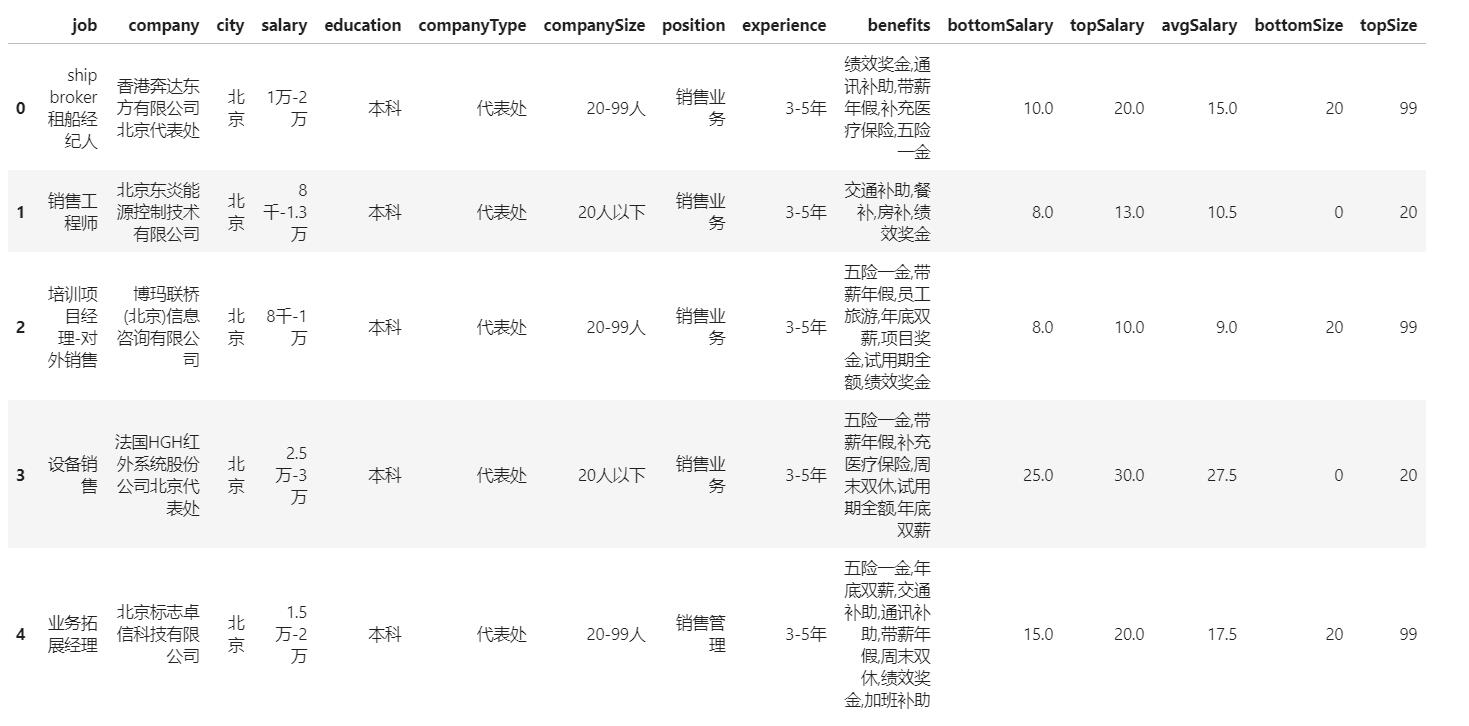 job company city salary education companyType companySize position experience benefits bottomSalary topSalary avgSalary bottomSize topSize
0 ship broker租船经纪人 香港奔达东方有限公司北京代表处 北京 1万-2万 本科 代表处 20-99人 销售业务 3-5年 绩效奖金,通讯补助,带薪年假,补充医疗保险,五险一金 10.0 20.0 15.0 20 99
1 销售工程师 北京东炎能源控制技术有限公司 北京 8千-1.3万 本科 代表处 20人以下 销售业务 3-5年 交通补助,餐补,房补,绩效奖金 8.0 13.0 10.5 0 20
2 培训项目经理-对外销售 博玛联桥(北京)信息咨询有限公司 北京 8千-1万 本科 代表处 20-99人 销售业务 3-5年 五险一金,带薪年假,员工旅游,年底双薪,项目奖金,试用期全额,绩效奖金 8.0 10.0 9.0 20 99
3 设备销售 法国HGH红外系统股份公司北京代表处 北京 2.5万-3万 本科 代表处 20人以下 销售业务 3-5年 五险一金,带薪年假,补充医疗保险,周末双休,试用期全额,年底双薪 25.0 30.0 27.5 0 20
4 业务拓展经理 北京标志卓信科技有限公司 北京 1.5万-2万 本科 代表处 20-99人 销售管理 3-5年 五险一金,年底双薪,交通补助,通讯补助,带薪年假,周末双休,绩效奖金,加班补助 15.0 20.0 17.5 20 99